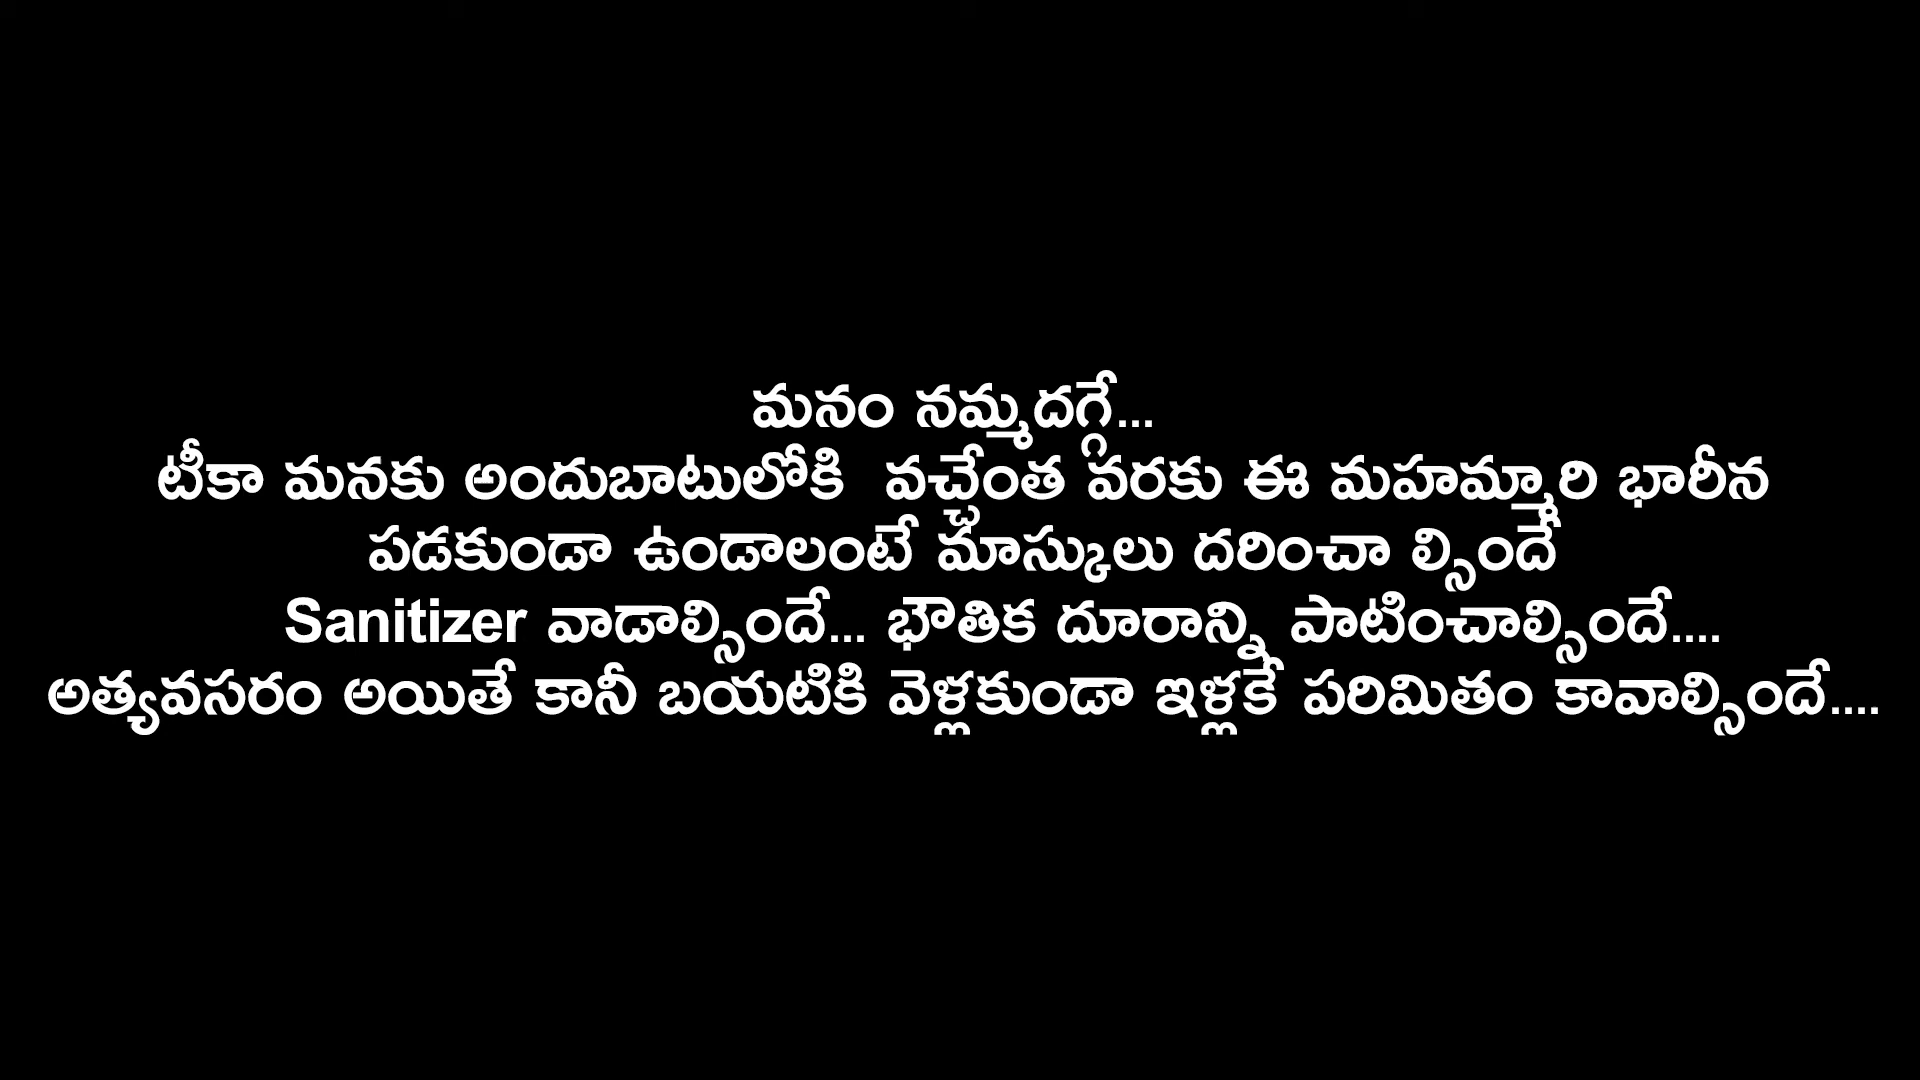 మనం నమ్మదగ్గే...
టీకా మనకు అందుబాటులోకి  వచ్చేంత వరకు ఈ మహమ్మారి భారీన
పడకుండా ఉండాలంటే మాస్కులు దరించా ల్సిందే
Sanitizer వాడాల్సిందే... భౌతిక దూరాన్ని పాటించాల్సిందే....
అత్యవసరం అయితే కానీ బయటికి వెళ్లకుండా ఇళ్లకే పరిమితం కావాల్సిందే....